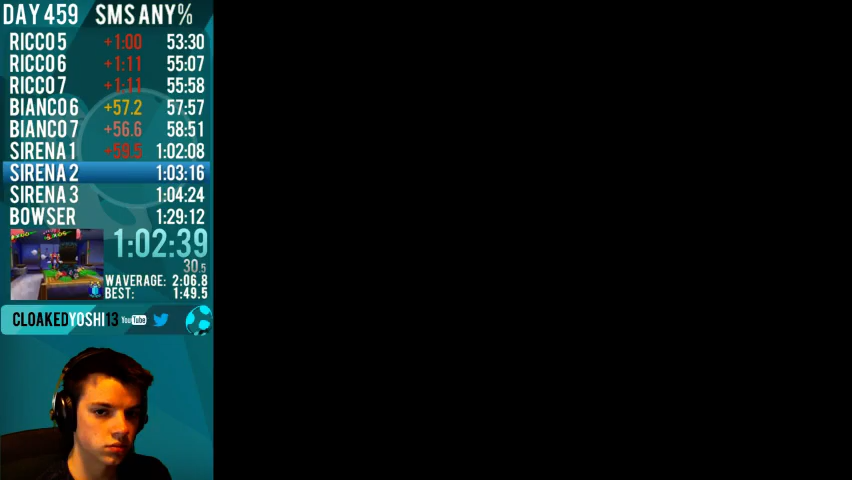 DAY 459 SMS ANY%
RICCO 5 +1:00 53:30
RICCO 6 +1:11 55:07
RICCO 7 +1:11 55:58
BIANCO 6 +57.2 57:57
BIANCO 7 +56.6 58:51
SIRENA 1 +59.5 1:02:08
SIRENA 2 1:03:16
SIRENA 3 1:04:24
BOWSER 1:29:12
1:02:39
30.5
WAVERAGE: 2:06.8
BEST: 1:49.5
CLOAKEDYOSHI13 YouTube